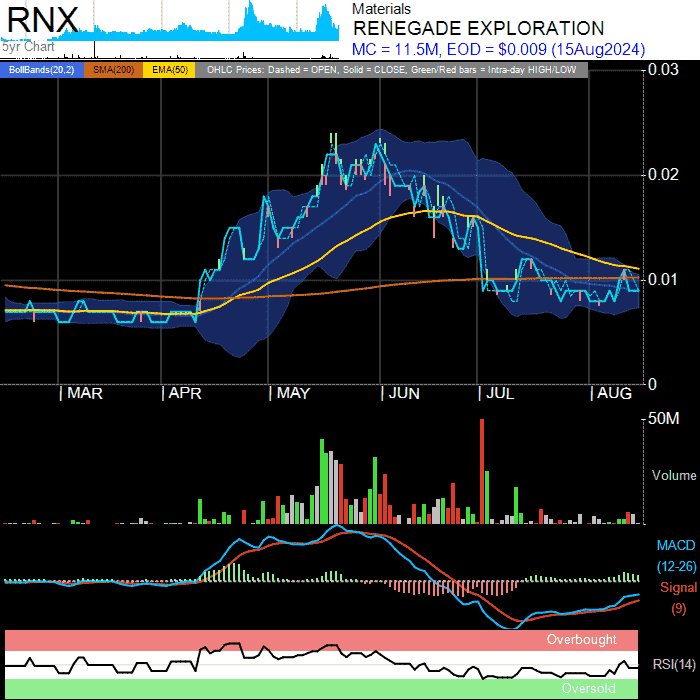 RNX
5yr Chart
Materials
RENEGADE EXPLORATION
MC = 11.5M, EOD = $0.009 (15Aug2024)
BollBands(20,2) SMA(200) EMA(50) OHLC Prices: Dashed = OPEN, Solid = CLOSE, Green/Red bars = Intra-day HIGH/LOW
0.03
0.02
0.01
0
MAR APR MAY JUN JUL AUG
50M
Volume
MACD
(12-26)
Signal
(9)
Overbought
RSI(14)
Oversold